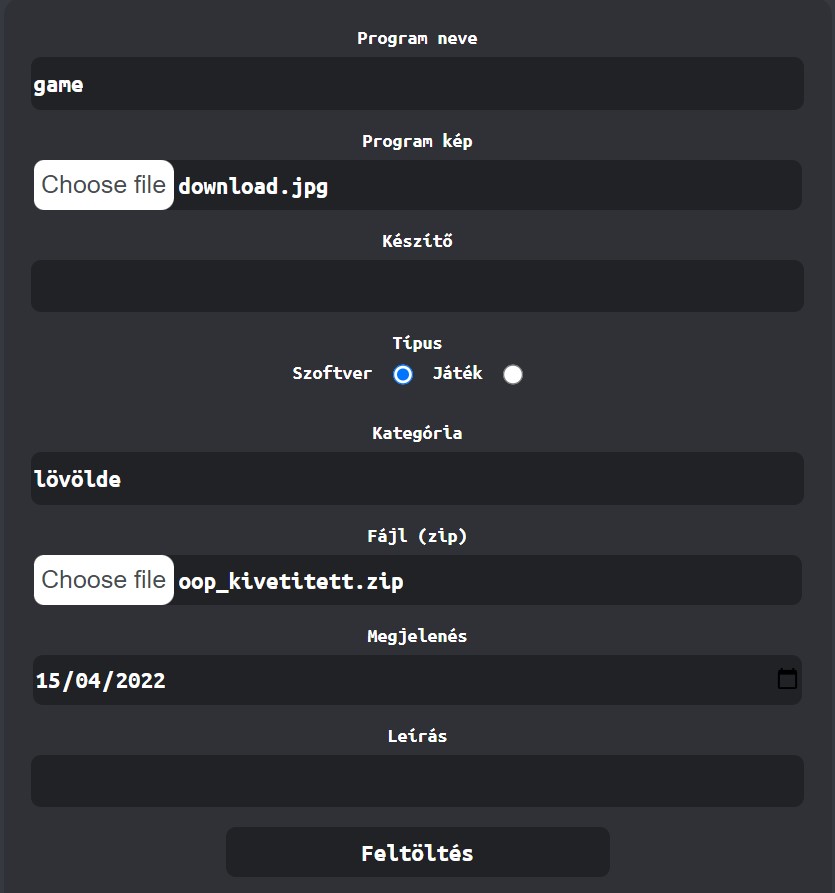 Program neve
game
Program kép
Choose file download.jpg
Készítő
Típus
Szoftver Játék
Kategória
lövölde
Fájl (zip)
Choose file oop_kivetitett.zip
Megjelenés
15/04/2022
Leírás
Feltöltés